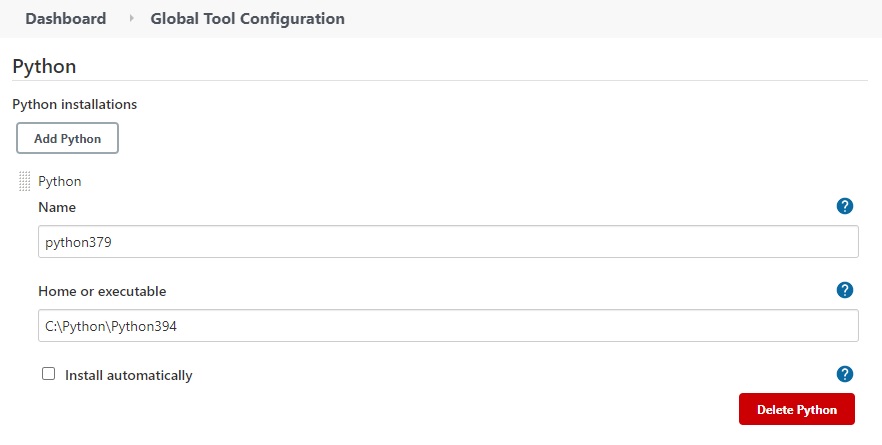 Dashboard Global Tool Configuration
Python
Python installations
Add Python
Python
Name
?
python379
Home or executable
?
C:\Python\Python394
Install automatically
?
Delete Python